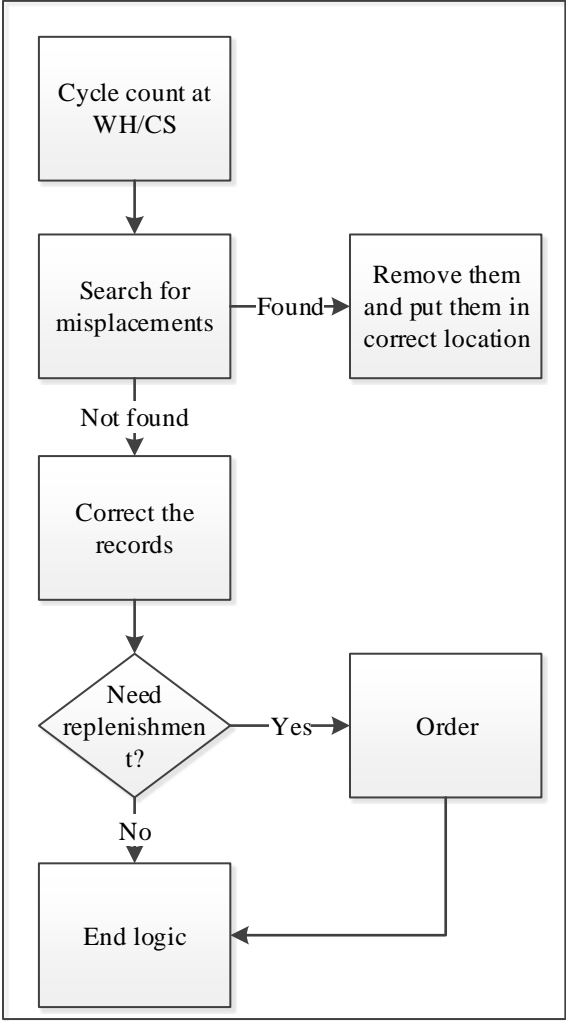 Cycle count at
WH/CS
Search for
misplacements
Found
Remove them
and put them in
correct location
Not found
Correct the
records
Need
replenishmen
t?
Yes
Order
No
End logic